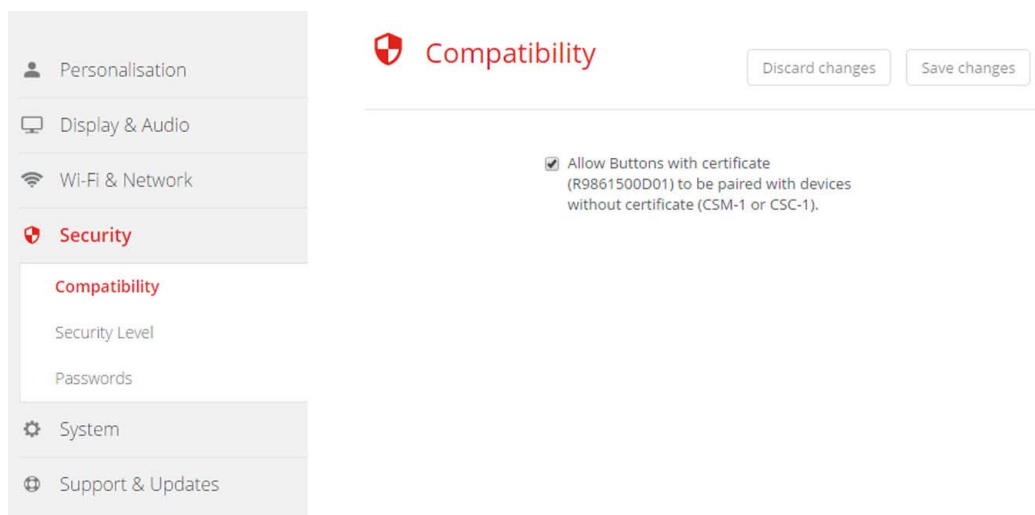 Personalisation
Display & Audio
Wi-Fi & Network
Security
Compatibility
Security Level
Passwords
System
Support & Updates
Compatibility
Discard changes
Save changes
Allow Buttons with certificate
(R9861500D01) to be paired with devices
without certificate (CSM-1 or CSC-1).